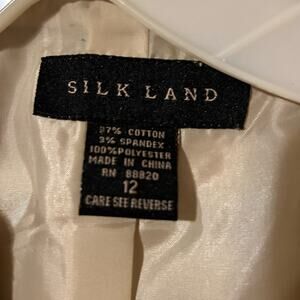 SILK LAND
97% COTTON
3% SPANDEX
100%POLYESTER
MADE IN CHINA
RN 88820
12
CARE SEE REVERSE